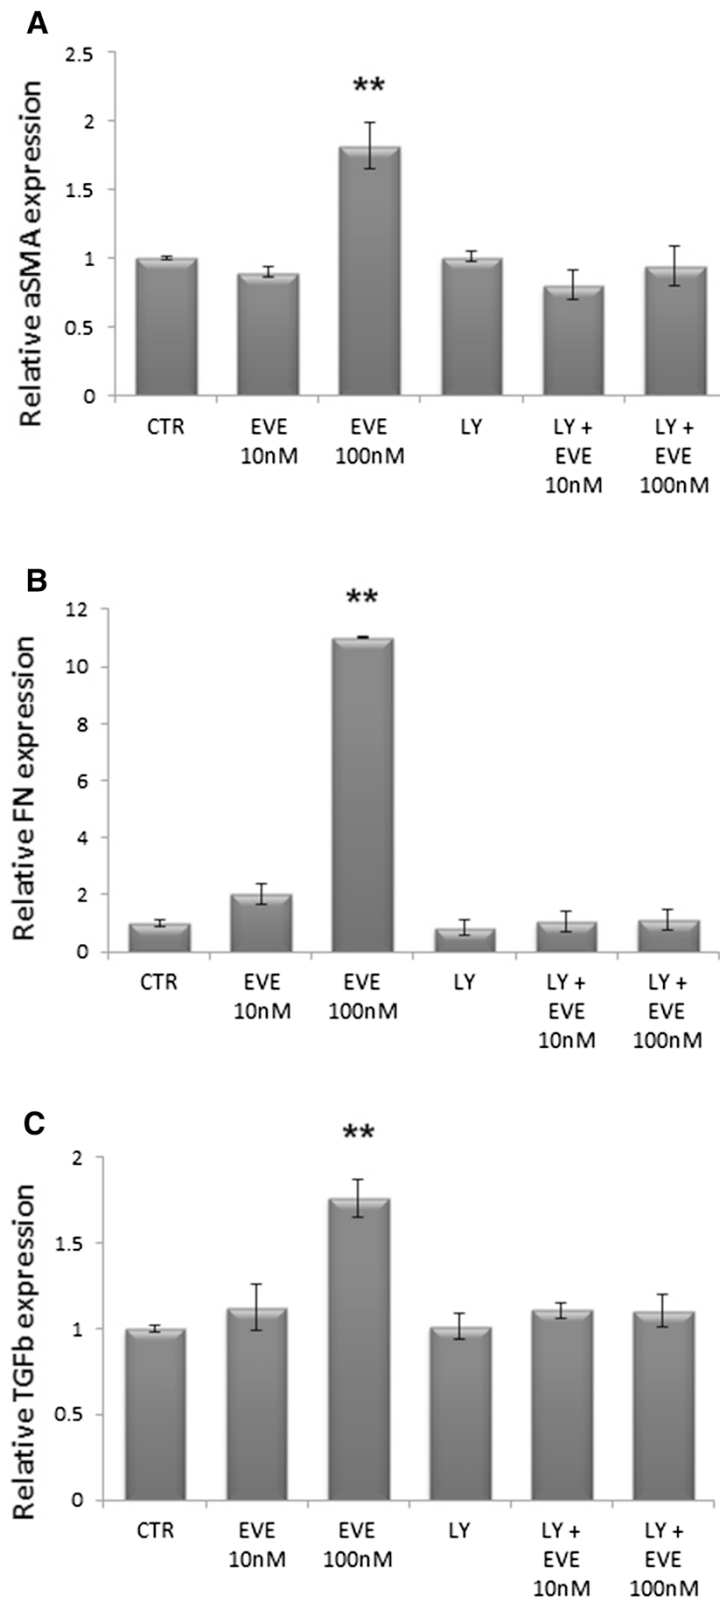 A
Relative aSMA expression
2.5
2
1.5
1
0.5
0
**
CTR
EVE
10nM
EVE
100nM
LY
LY +
EVE
10nM
LY +
EVE
100nM
B
Relative FN expression
12
10
8
6
4
2
0
**
CTR
EVE
10nM
EVE
100nM
LY
LY +
EVE
10nM
LY +
EVE
100nM
C
Relative TGFb expression
2
1.5
1
0.5
0
**
CTR
EVE
10nM
EVE
100nM
LY
LY +
EVE
10nM
LY +
EVE
100nM